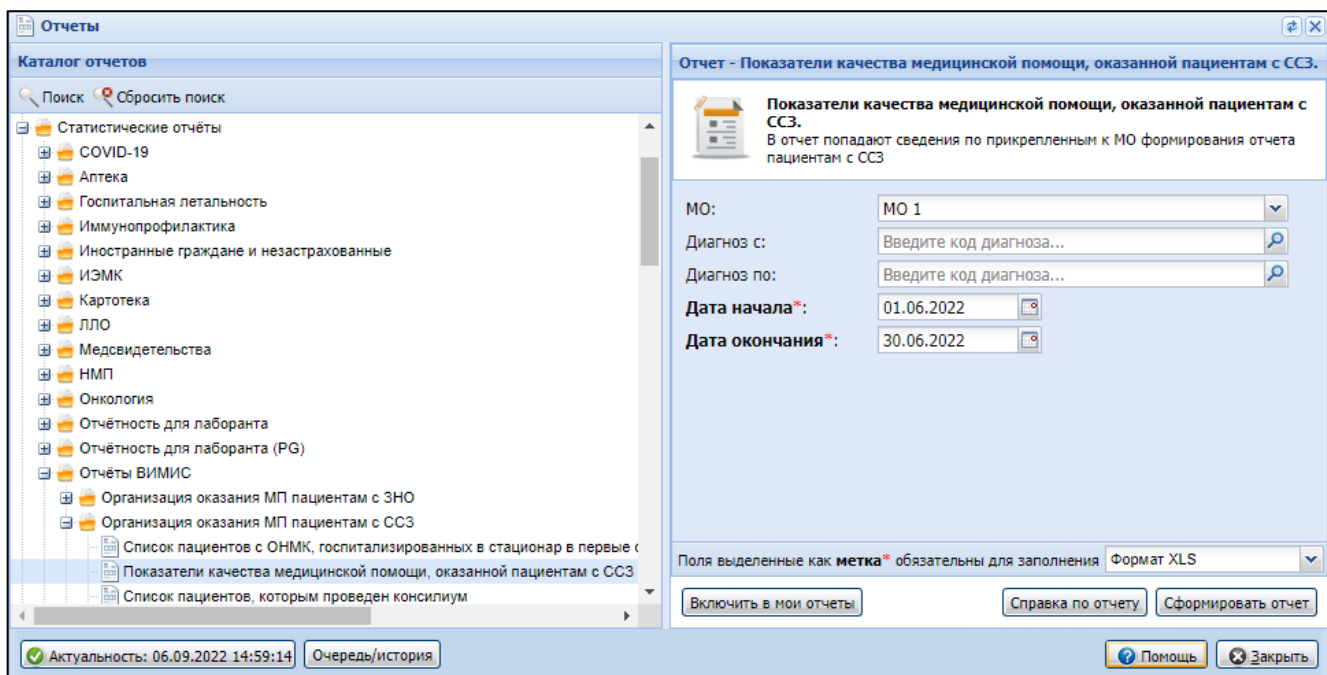 Отчеты
Каталог отчетов
Поиск Сбросить поиск
Статистические отчёты
COVID-19
Аптека
Госпитальная летальность
Иммунопрофилактика
Иностранные граждане и незастрахованные
ИЭМК
Картотека
ЛЛО
Медсвидетельства
НМП
Онкология
Отчётность для лаборанта
Отчётность для лаборанта (PG)
Отчёты ВИМИС
Организация оказания МП пациентам с ЗНО
Организация оказания МП пациентам с ССЗ
Список пациентов с ОНМК, госпитализированных в стационар в первые
Показатели качества медицинской помощи, оказанной пациентам с ССЗ
Список пациентов, которым проведен консилиум
Актуальность: 06.09.2022 14:59:14 Очередь/история
Отчет - Показатели качества медицинской помощи, оказанной пациентам с ССЗ.
Показатели качества медицинской помощи, оказанной пациентам с
ССЗ.
В отчет попадают сведения по прикрепленным к МО формирования отчета
пациентам с ССЗ
МО: МО 1
Диагноз с: Введите код диагноза...
Диагноз по: Введите код диагноза...
Дата начала*: 01.06.2022
Дата окончания*: 30.06.2022
Поля выделенные как метка* обязательны для заполнения Формат XLS
Включить в мои отчеты Справка по отчету Сформировать отчет
Помощь Закрыть